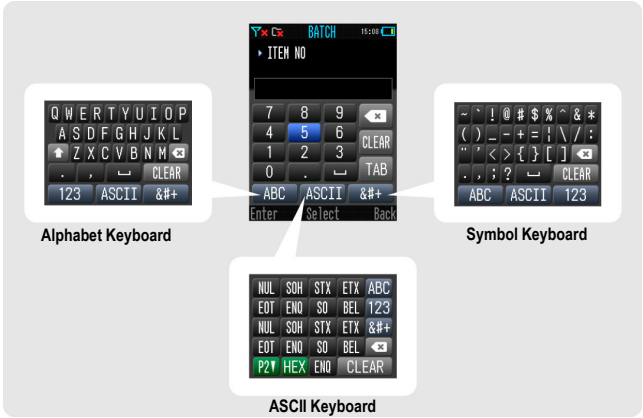 BATCH 15:08
ITEM NO
7 8 9
4 5 6 CLEAR
1 2 3
0 . TAB
ABC ASCII &#+
Enter Select Back
Q W E R T Y U I O P
A S D F G H J K L
Z X C V B N M
. , CLEAR
123 ASCII &#+
Alphabet Keyboard
~ ` ! @ # $ % ^ & *
( ) _ - + = ¦ \ / :
" ' < > { } [ ]
. , ; ? CLEAR
ABC ASCII 123
Symbol Keyboard
NUL SOH STX ETX ABC
EOT ENQ SO BEL 123
NUL SOH STX ETX &#+
EOT ENQ SO BEL
P2▼ HEX ENQ CLEAR
ASCII Keyboard